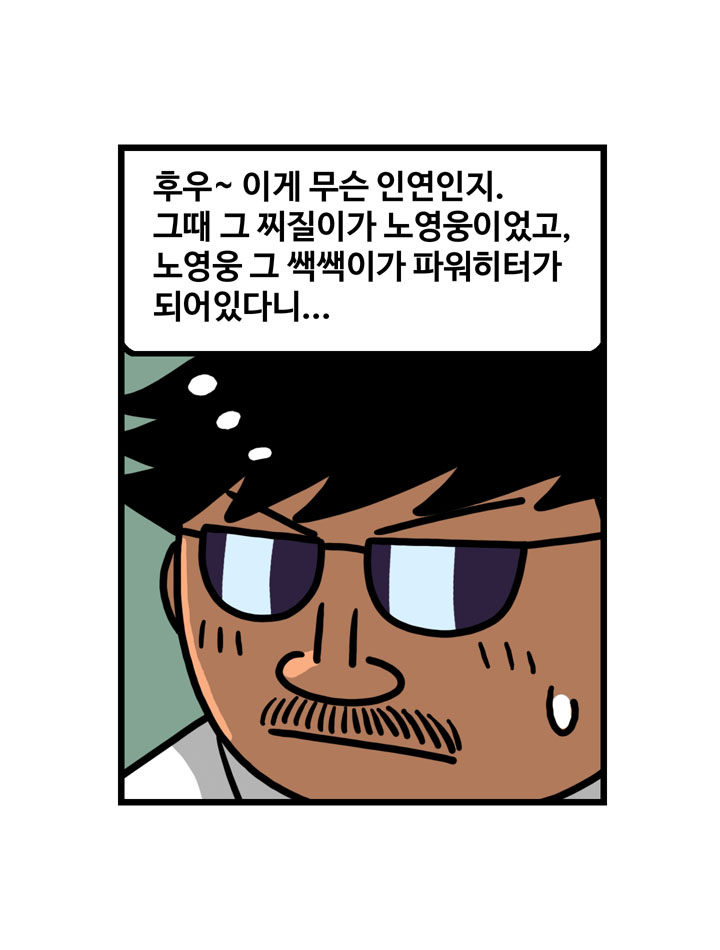 후우~ 이게 무슨 인연인지.
그때 그 찌질이가 노영웅이었고,
노영웅 그 쌕쌕이가 파워히터가
되어있다니...